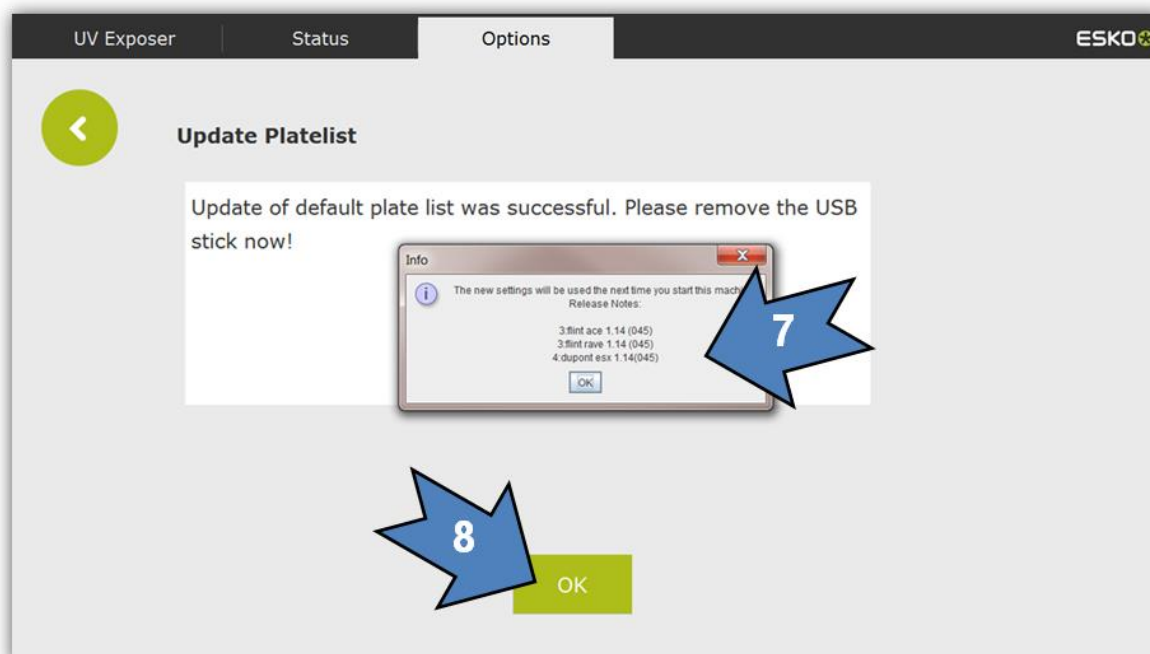 UV Exposer Status Options ESKO
Update Platelist
Update of default plate list was successful. Please remove the USB
stick now!
Info
The new settings will be used the next time you start this
Release Notes:
3:flint ace 1.14 (045)
3:flint rave 1.14 (045)
4:dupont esx 1.14(045)
OK
7
8
OK